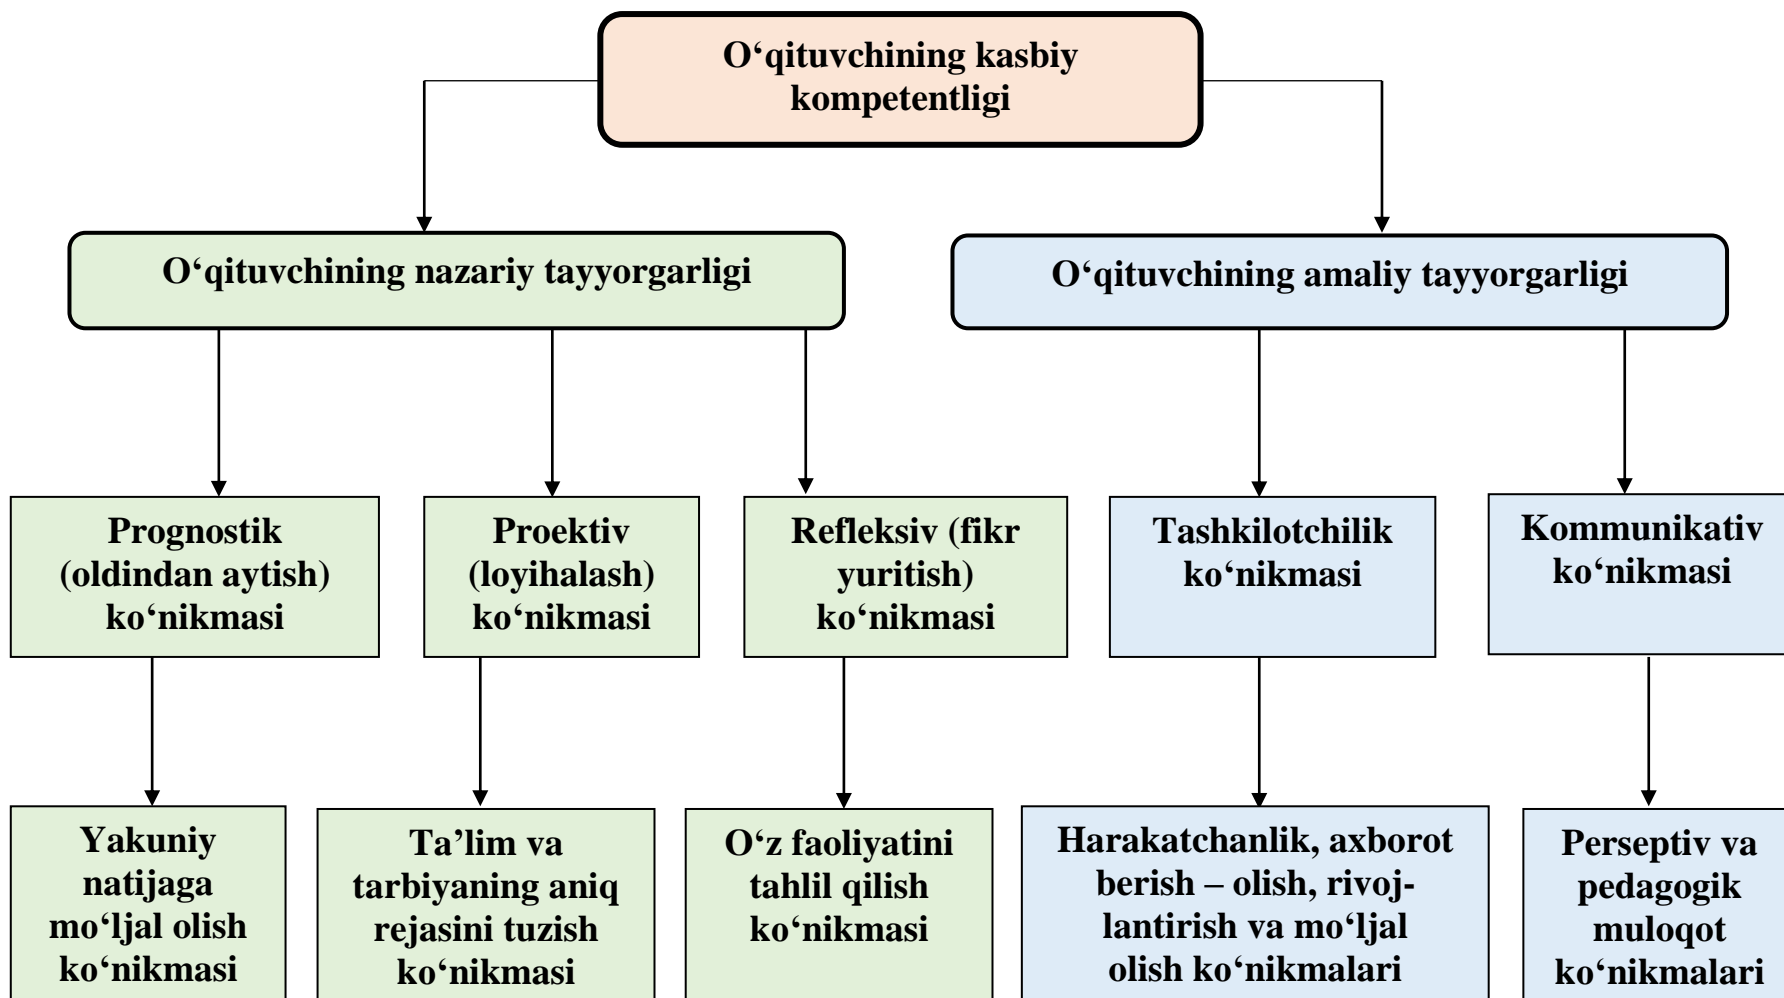 O‘qituvchining kasbiy
kompetentligi
O‘qituvchining nazariy tayyorgarligi
O‘qituvchining amaliy tayyorgarligi
Prognostik
(oldindan aytish)
ko‘nikmasi
Proektiv
(loyihalash)
ko‘nikmasi
Refleksiv (fikr
yuritish)
ko‘nikmasi
Tashkilotchilik
ko‘nikmasi
Kommunikativ
ko‘nikmasi
Yakuniy
natijaga
mo‘ljal olish
ko‘nikmasi
Ta’lim va
tarbiyaning aniq
rejasini tuzish
ko‘nikmasi
O‘z faoliyatini
tahlil qilish
ko‘nikmasi
Harakatchanlik, axborot
berish – olish, rivoj-
lantirish va mo‘ljal
olish ko‘nikmalari
Perseptiv va
pedagogik
muloqot
ko‘nikmalari